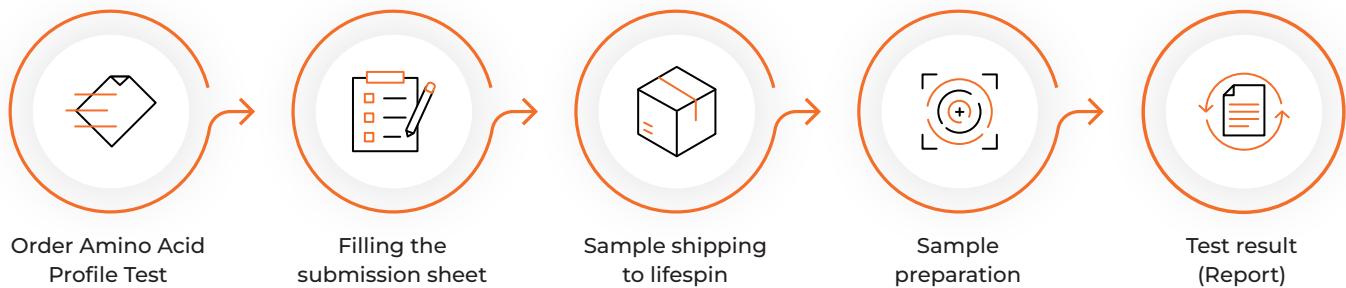 Order Amino Acid
Profile Test
Filling the
submission sheet
Sample shipping
to lifespin
Sample
preparation
Test result
(Report)